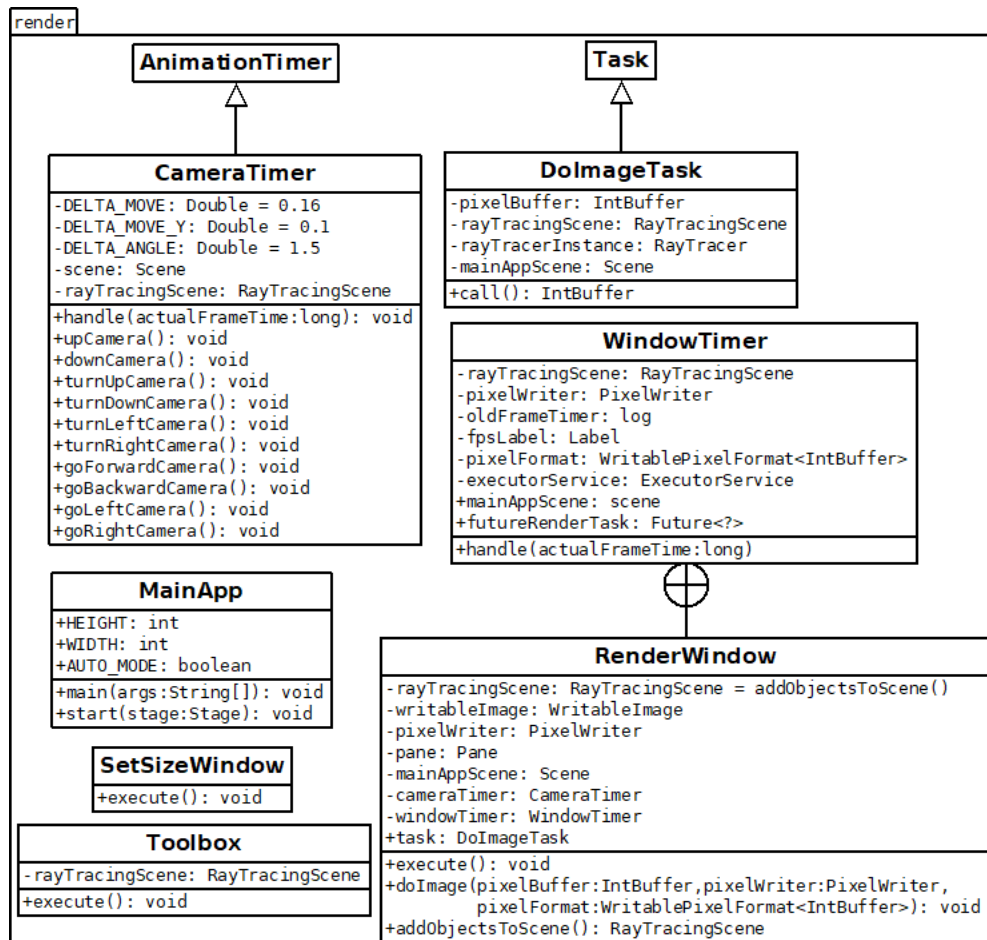 render
AnimationTimer
CameraTimer
-DELTA_MOVE: Double = 0.16
-DELTA_MOVE_Y: Double = 0.1
-DELTA_ANGLE: Double = 1.5
-scene: Scene
-rayTracingScene: RayTracingScene
+handle(actualFrameTime:long): void
+upCamera(): void
+downCamera(): void
+turnUpCamera(): void
+turnDownCamera(): void
+turnLeftCamera(): void
+turnRightCamera(): void
+goForwardCamera(): void
+goBackwardCamera(): void
+goLeftCamera(): void
+goRightCamera(): void
Task
DoImageTask
-pixelBuffer: IntBuffer
-rayTracingScene: RayTracingScene
-rayTracerInstance: RayTracer
-mainAppScene: Scene
+call(): IntBuffer
WindowTimer
-rayTracingScene: RayTracingScene
-pixelWriter: PixelWriter
-oldFrameTimer: log
-fpsLabel: Label
-pixelFormat: WritablePixelFormat<IntBuffer>
-executorService: ExecutorService
+mainAppScene: scene
+futureRenderTask: Future<?>
+handle(actualFrameTime:long)
MainApp
+HEIGHT: int
+WIDTH: int
+AUTO_MODE: boolean
+main(args:String[]): void
+start(stage:Stage): void
SetSizeWindow
+execute(): void
Toolbox
-rayTracingScene: RayTracingScene
+execute(): void
RenderWindow
-rayTracingScene: RayTracingScene = addObjectsToScene()
-writableImage: WritableImage
-pixelWriter: PixelWriter
-pane: Pane
-mainAppScene: Scene
-cameraTimer: CameraTimer
-windowTimer: WindowTimer
+task: DoImageTask
+execute(): void
+doImage(pixelBuffer:IntBuffer,pixelWriter:PixelWriter,
pixelFormat:WritablePixelFormat<IntBuffer>): void
+addObjectsToScene(): RayTracingScene